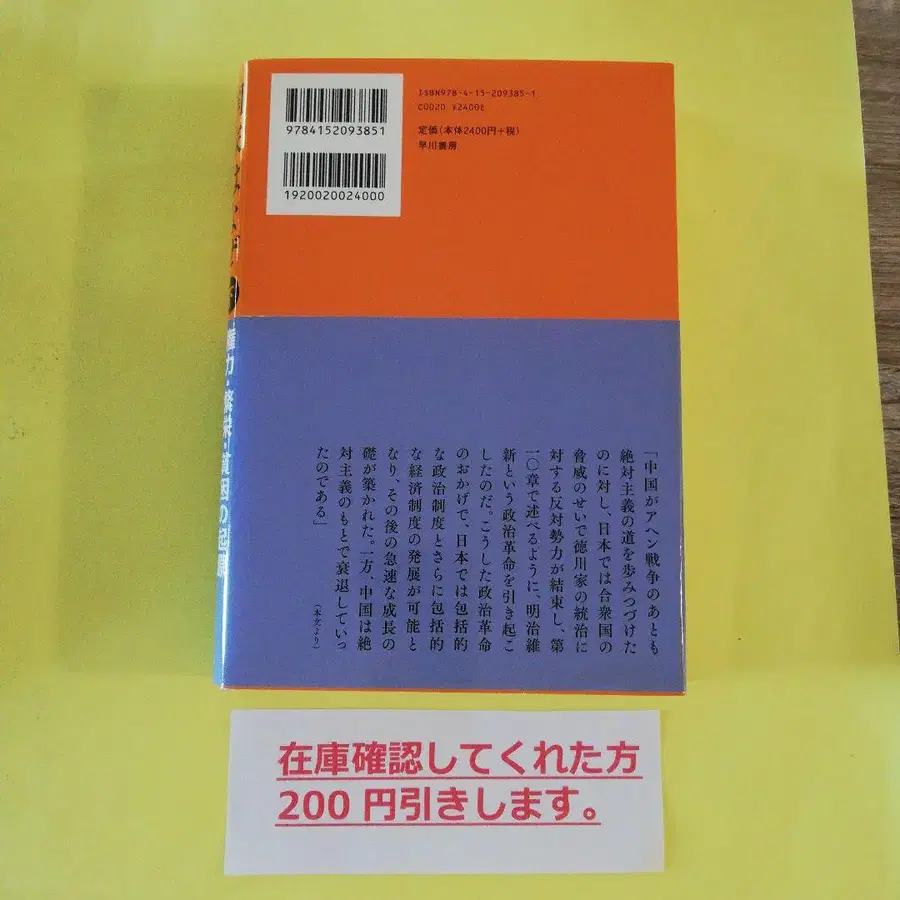 9784152093851
1920020024000
ISBN978-4-15-209385-1
C0020 ¥2400E
定価(本体2400円+税)
早川書房
権力・繁栄・貧困の起源
「中国がアヘン戦争のあとも
絶対主義の道を歩みつづけた
のに対し、日本では合衆国の
脅威のせいで徳川家の統治に
対する反対勢力が結束し、第
一〇章で述べるように、明治維
新という政治革命を引き起こ
したのだ。こうした政治革命
のおかげで、日本では包括的
な政治制度とさらに包括的
な経済制度の発展が可能と
なり、その後の急速な成長の
礎が築かれた。一方、中国は絶
対主義のもとで衰退していっ
たのである」
(本文より)
在庫確認してくれた方
200 円引きします。